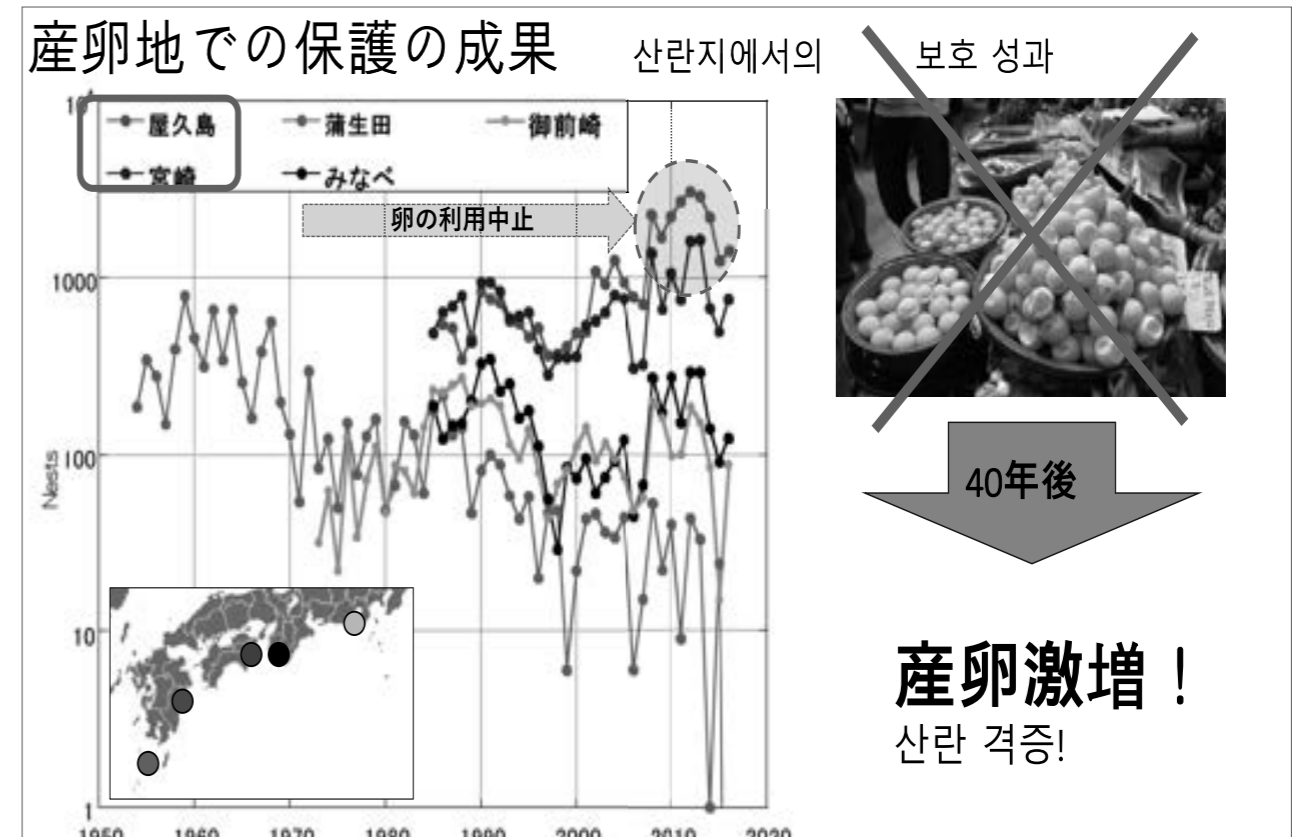 産卵地での保護の成果 산란지에서의 보호 성과
10⁴
屋久島 蒲生田 御前崎
宮崎 みなべ
卵の利用中止
1000
100
10
1
Nests
1950 1960 1970 1980 1990 2000 2010 2020
40年後
産卵激増！
산란 격증!